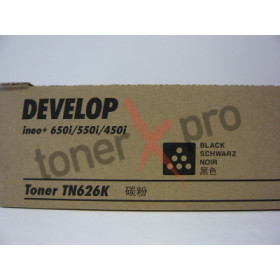 DEVELOP
ineo+ 650i/550i/450i
tonerXpro
BLACK
SCHWARZ
NOIR
黑色
Toner TN626K 碳粉